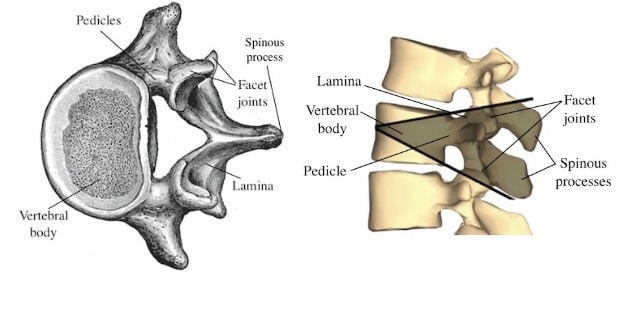 Pedicles
Spinous
process
Facet
joints
Lamina
Vertebral
body
Lamina
Vertebral
body
Pedicle
Facet
joints
Spinous
processes